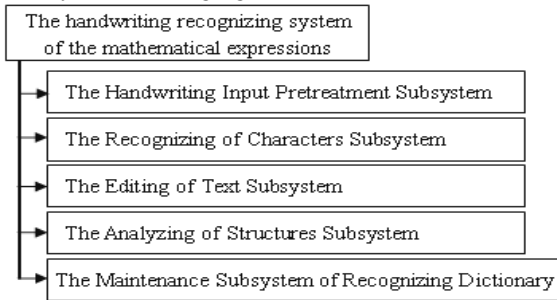 The handwriting recognizing system
of the mathematical expressions
The Handwriting Input Pretreatment Subsystem
The Recognizing of Characters Subsystem
The Editing of Text Subsystem
The Analyzing of Structures Subsystem
The Maintenance Subsystem of Recognizing Dictionary